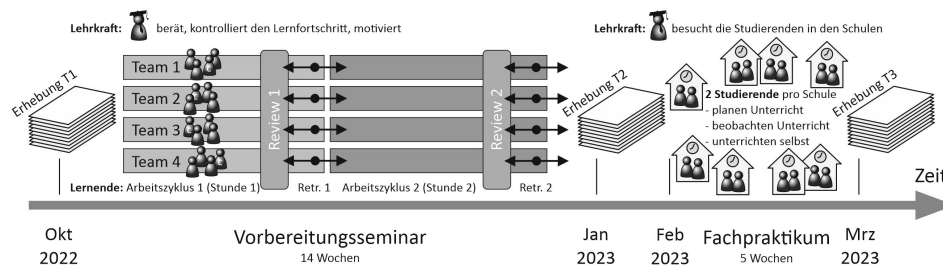 Lehrkraft: berät, kontrolliert den Lernfortschritt, motiviert
Lehrkraft: besucht die Studierenden in den Schulen
Erhebung T1
Team 1
Team 2
Team 3
Team 4
Review 1
Review 2
Erhebung T2
2 Studierende pro Schule
- planen Unterricht
- beobachten Unterricht
- unterrichten selbst
Erhebung T3
Lernende: Arbeitszyklus 1 (Stunde 1)
Retr. 1
Arbeitszyklus 2 (Stunde 2)
Retr. 2
Zeit
Okt
2022
Vorbereitungsseminar
14 Wochen
Jan
2023
Feb
2023
Fachpraktikum
5 Wochen
Mrz
2023